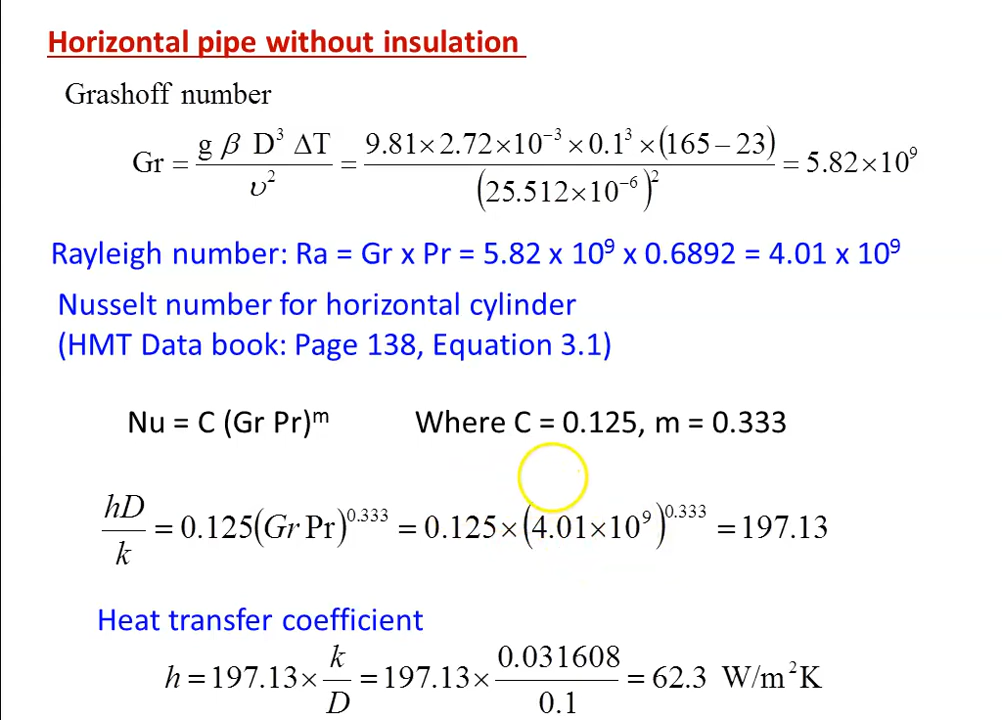 Horizontal pipe without insulation
Grashoff number
Gr = g β D³ ΔT / υ² = 9.81×2.72×10⁻³×0.1³×(165−23) / (25.512×10⁻⁶)² = 5.82×10⁹
Rayleigh number: Ra = Gr x Pr = 5.82 x 10⁹ x 0.6892 = 4.01 x 10⁹
Nusselt number for horizontal cylinder
(HMT Data book: Page 138, Equation 3.1)
Nu = C (Gr Pr)ᵐ Where C = 0.125, m = 0.333
hD / k = 0.125(Gr Pr)^0.333 = 0.125×(4.01×10⁹)^0.333 = 197.13
Heat transfer coefficient
h = 197.13× k / D = 197.13× 0.031608 / 0.1 = 62.3 W/m²K